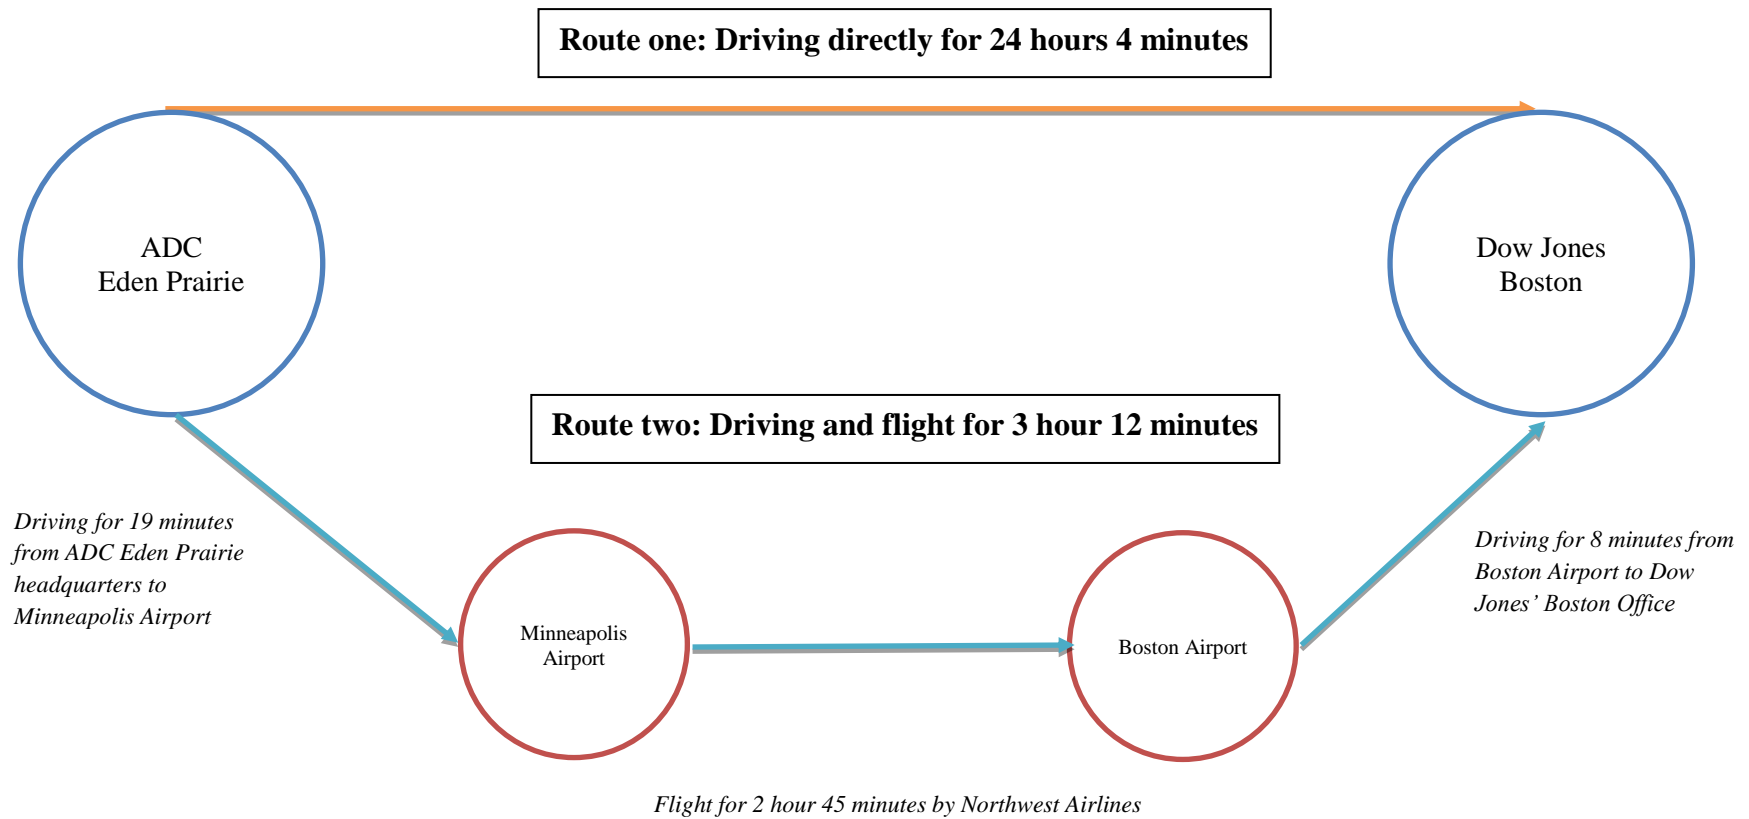 Route one: Driving directly for 24 hours 4 minutes
ADC
Eden Prairie
Dow Jones
Boston
Route two: Driving and flight for 3 hour 12 minutes
Driving for 19 minutes
from ADC Eden Prairie
headquarters to
Minneapolis Airport
Minneapolis
Airport
Boston Airport
Driving for 8 minutes from
Boston Airport to Dow
Jones’ Boston Office
Flight for 2 hour 45 minutes by Northwest Airlines